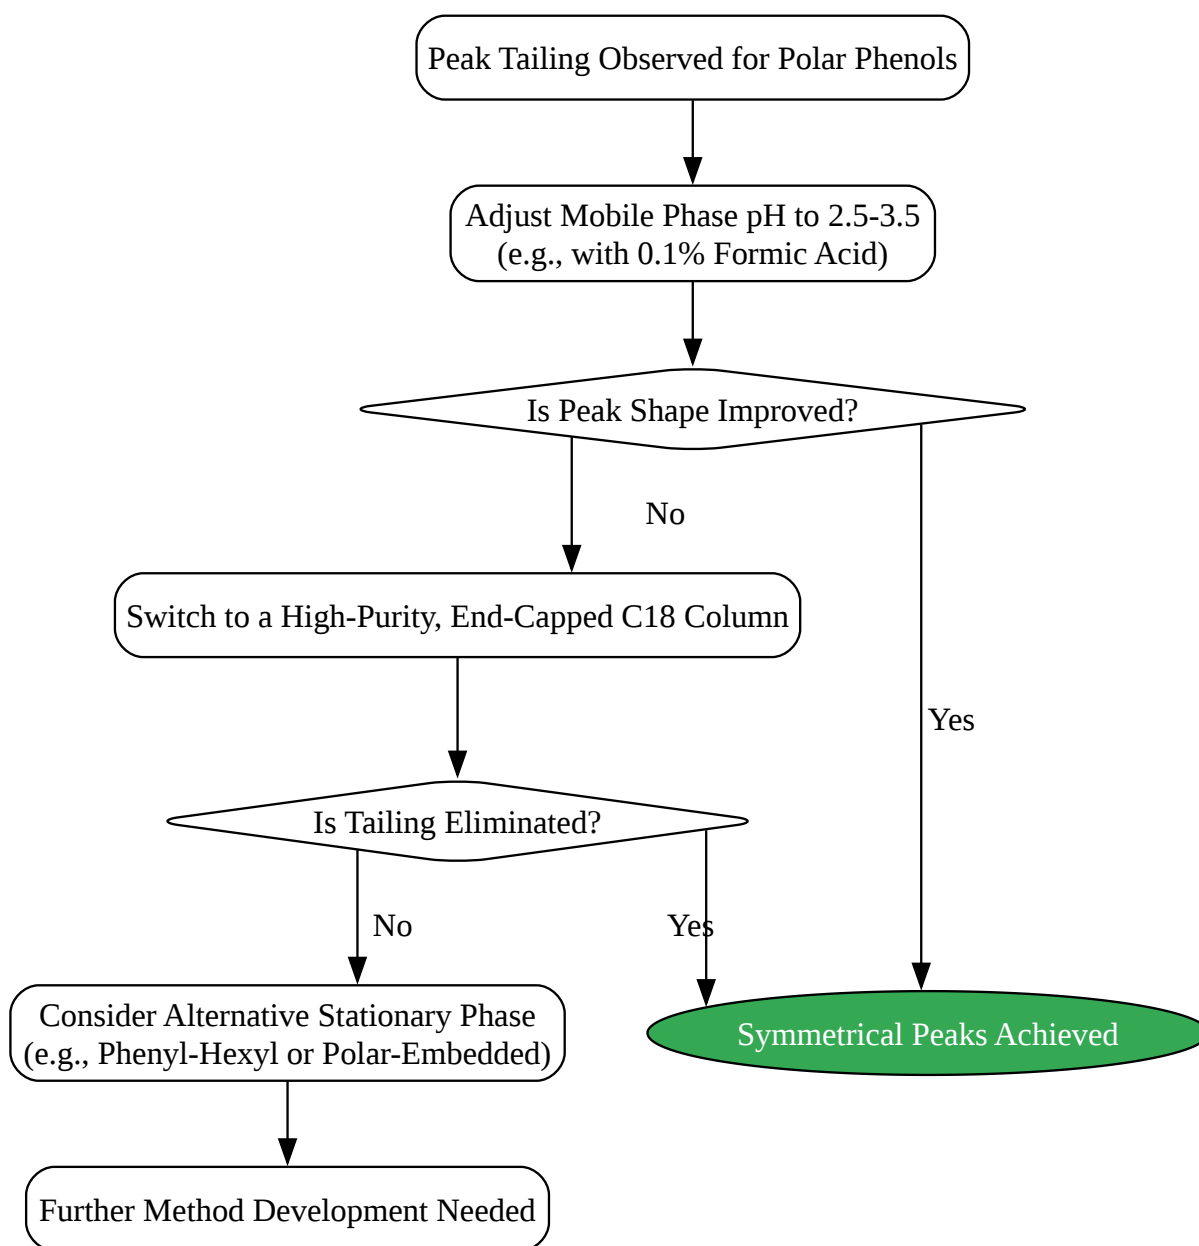 Peak Tailing Observed for Polar Phenols
Adjust Mobile Phase pH to 2.5-3.5
(e.g., with 0.1% Formic Acid)
Is Peak Shape Improved?
No
Switch to a High-Purity, End-Capped C18 Column
Yes
Is Tailing Eliminated?
No
Yes
Consider Alternative Stationary Phase
(e.g., Phenyl-Hexyl or Polar-Embedded)
Symmetrical Peaks Achieved
Further Method Development Needed